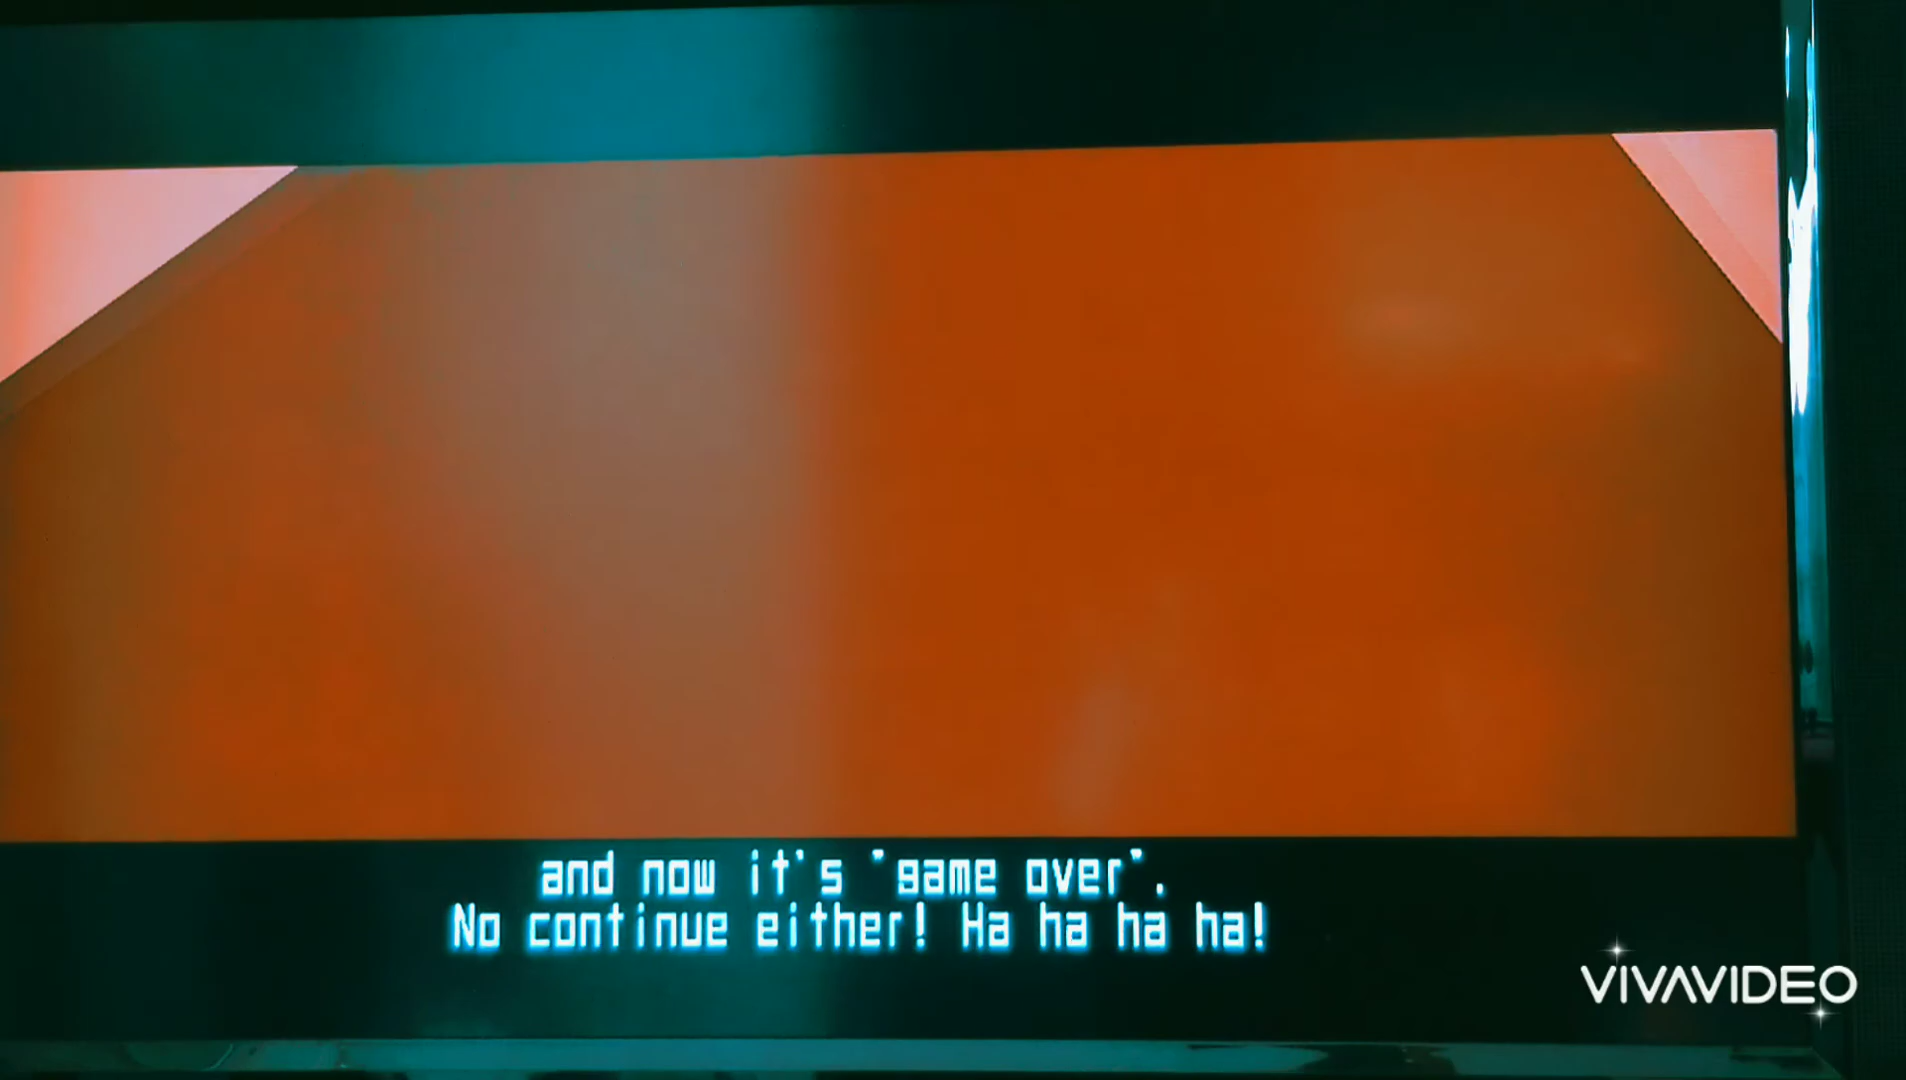 and now it's "game over".
No continue either! Ha ha ha ha!
VIVAVIDEO